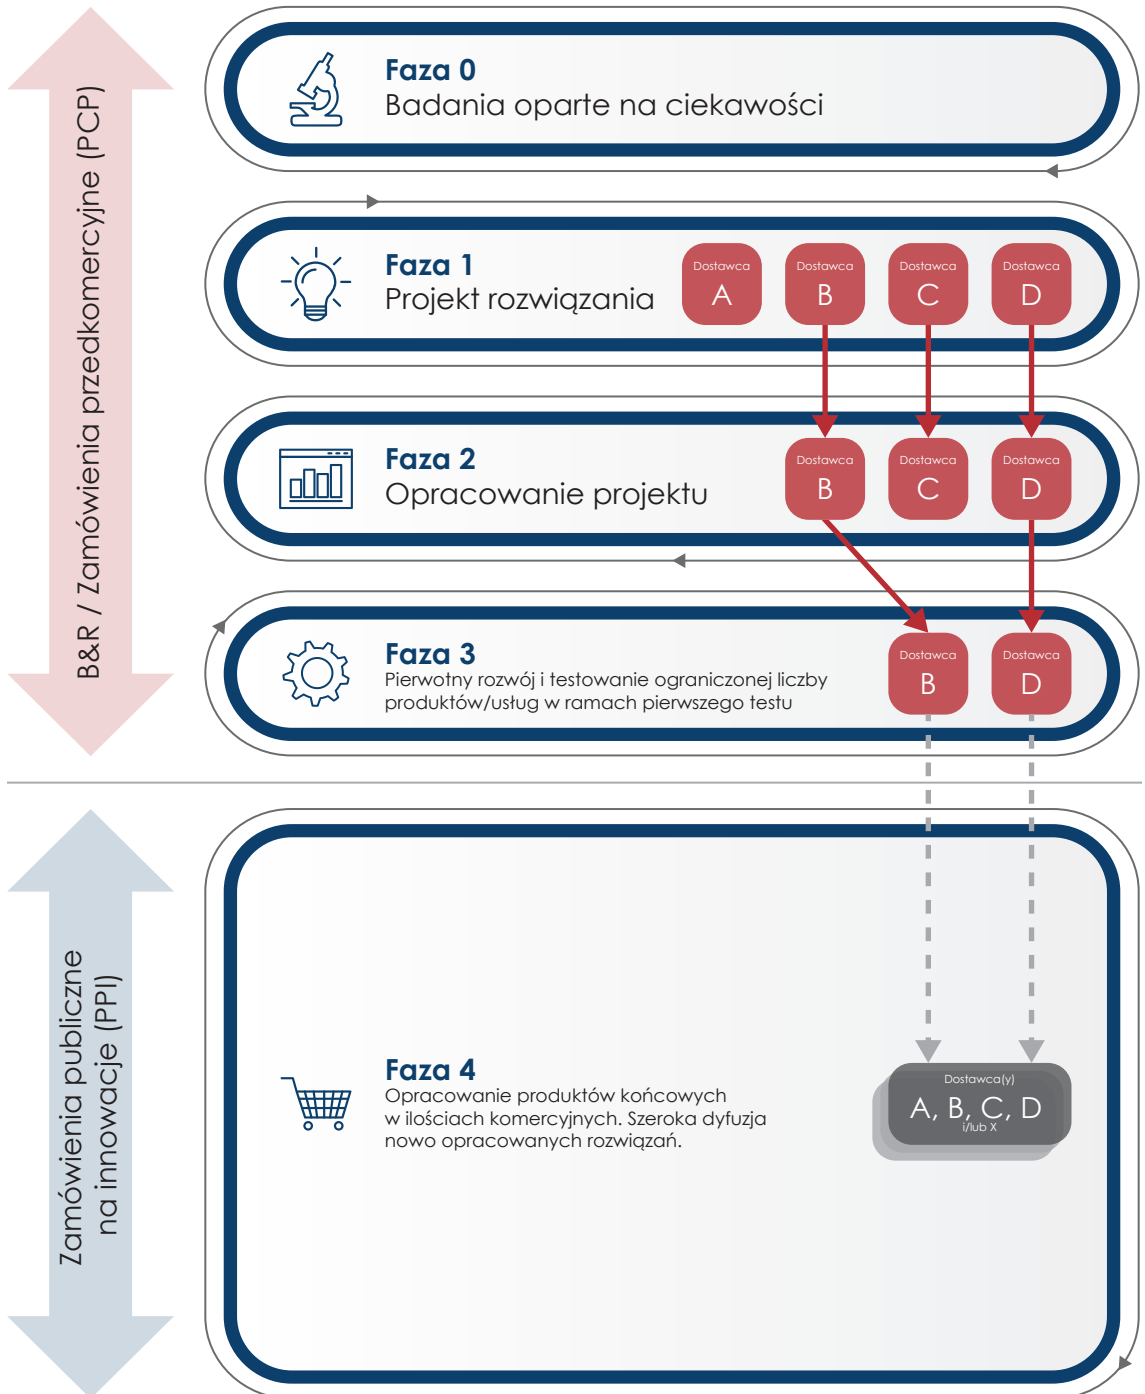 B&R / Zamówienia przedkomercyjne (PCP)
Faza 0
Badania oparte na ciekawości
Faza 1
Projekt rozwiązania
Dostawca
A
Dostawca
B
Dostawca
C
Dostawca
D
Faza 2
Opracowanie projektu
Dostawca
B
Dostawca
C
Dostawca
D
Faza 3
Pierwotny rozwój i testowanie ograniczonej liczby
produktów/usług w ramach pierwszego testu
Dostawca
B
Dostawca
D
Zamówienia publiczne
na innowacje (PPI)
Faza 4
Opracowanie produktów końcowych
w ilościach komercyjnych. Szeroka dyfuzja
nowo opracowanych rozwiązań.
Dostawca(y)
A, B, C, D
i/lub X